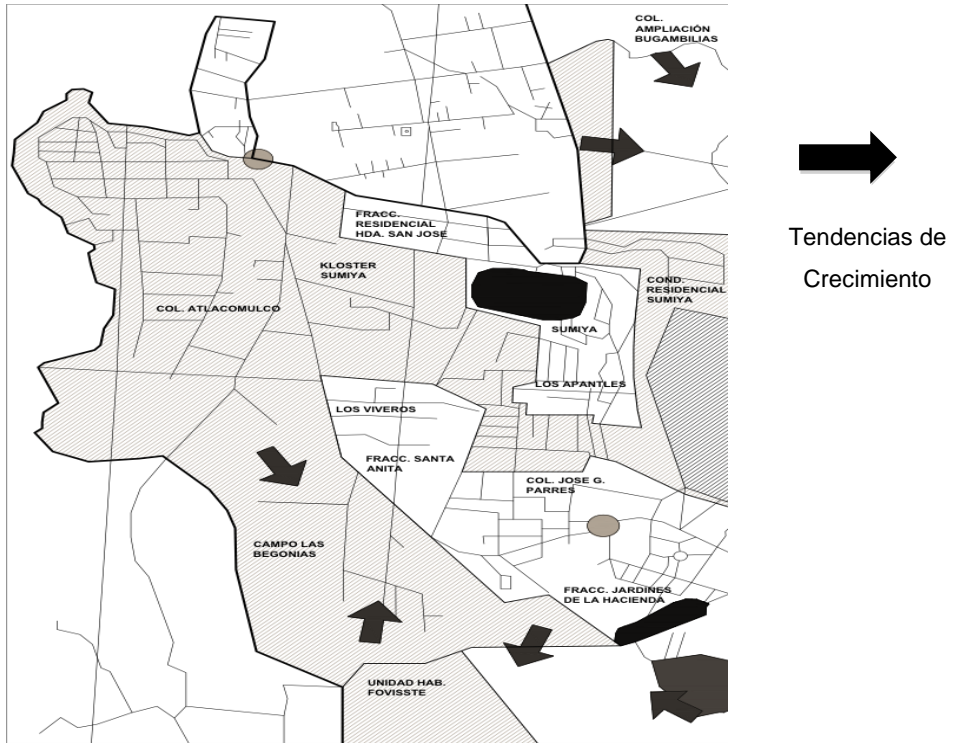 COL.
AMPLIACIÓN
BUGAMBILIAS
Tendencias de
Crecimiento
FRACC.
RESIDENCIAL
HDA. SAN JOSE
KLOSTER
SUMIYA
COND.
RESIDENCIAL
SUMIYA
COL. ATLACOMULCO
SUMIYA
LOS APANTLES
LOS VIVEROS
FRACC. SANTA
ANITA
COL. JOSE G.
PARRES
CAMPO LAS
BEGONIAS
FRACC. JARDINES
DE LA HACIENDA
UNIDAD HAB.
FOVISSTE